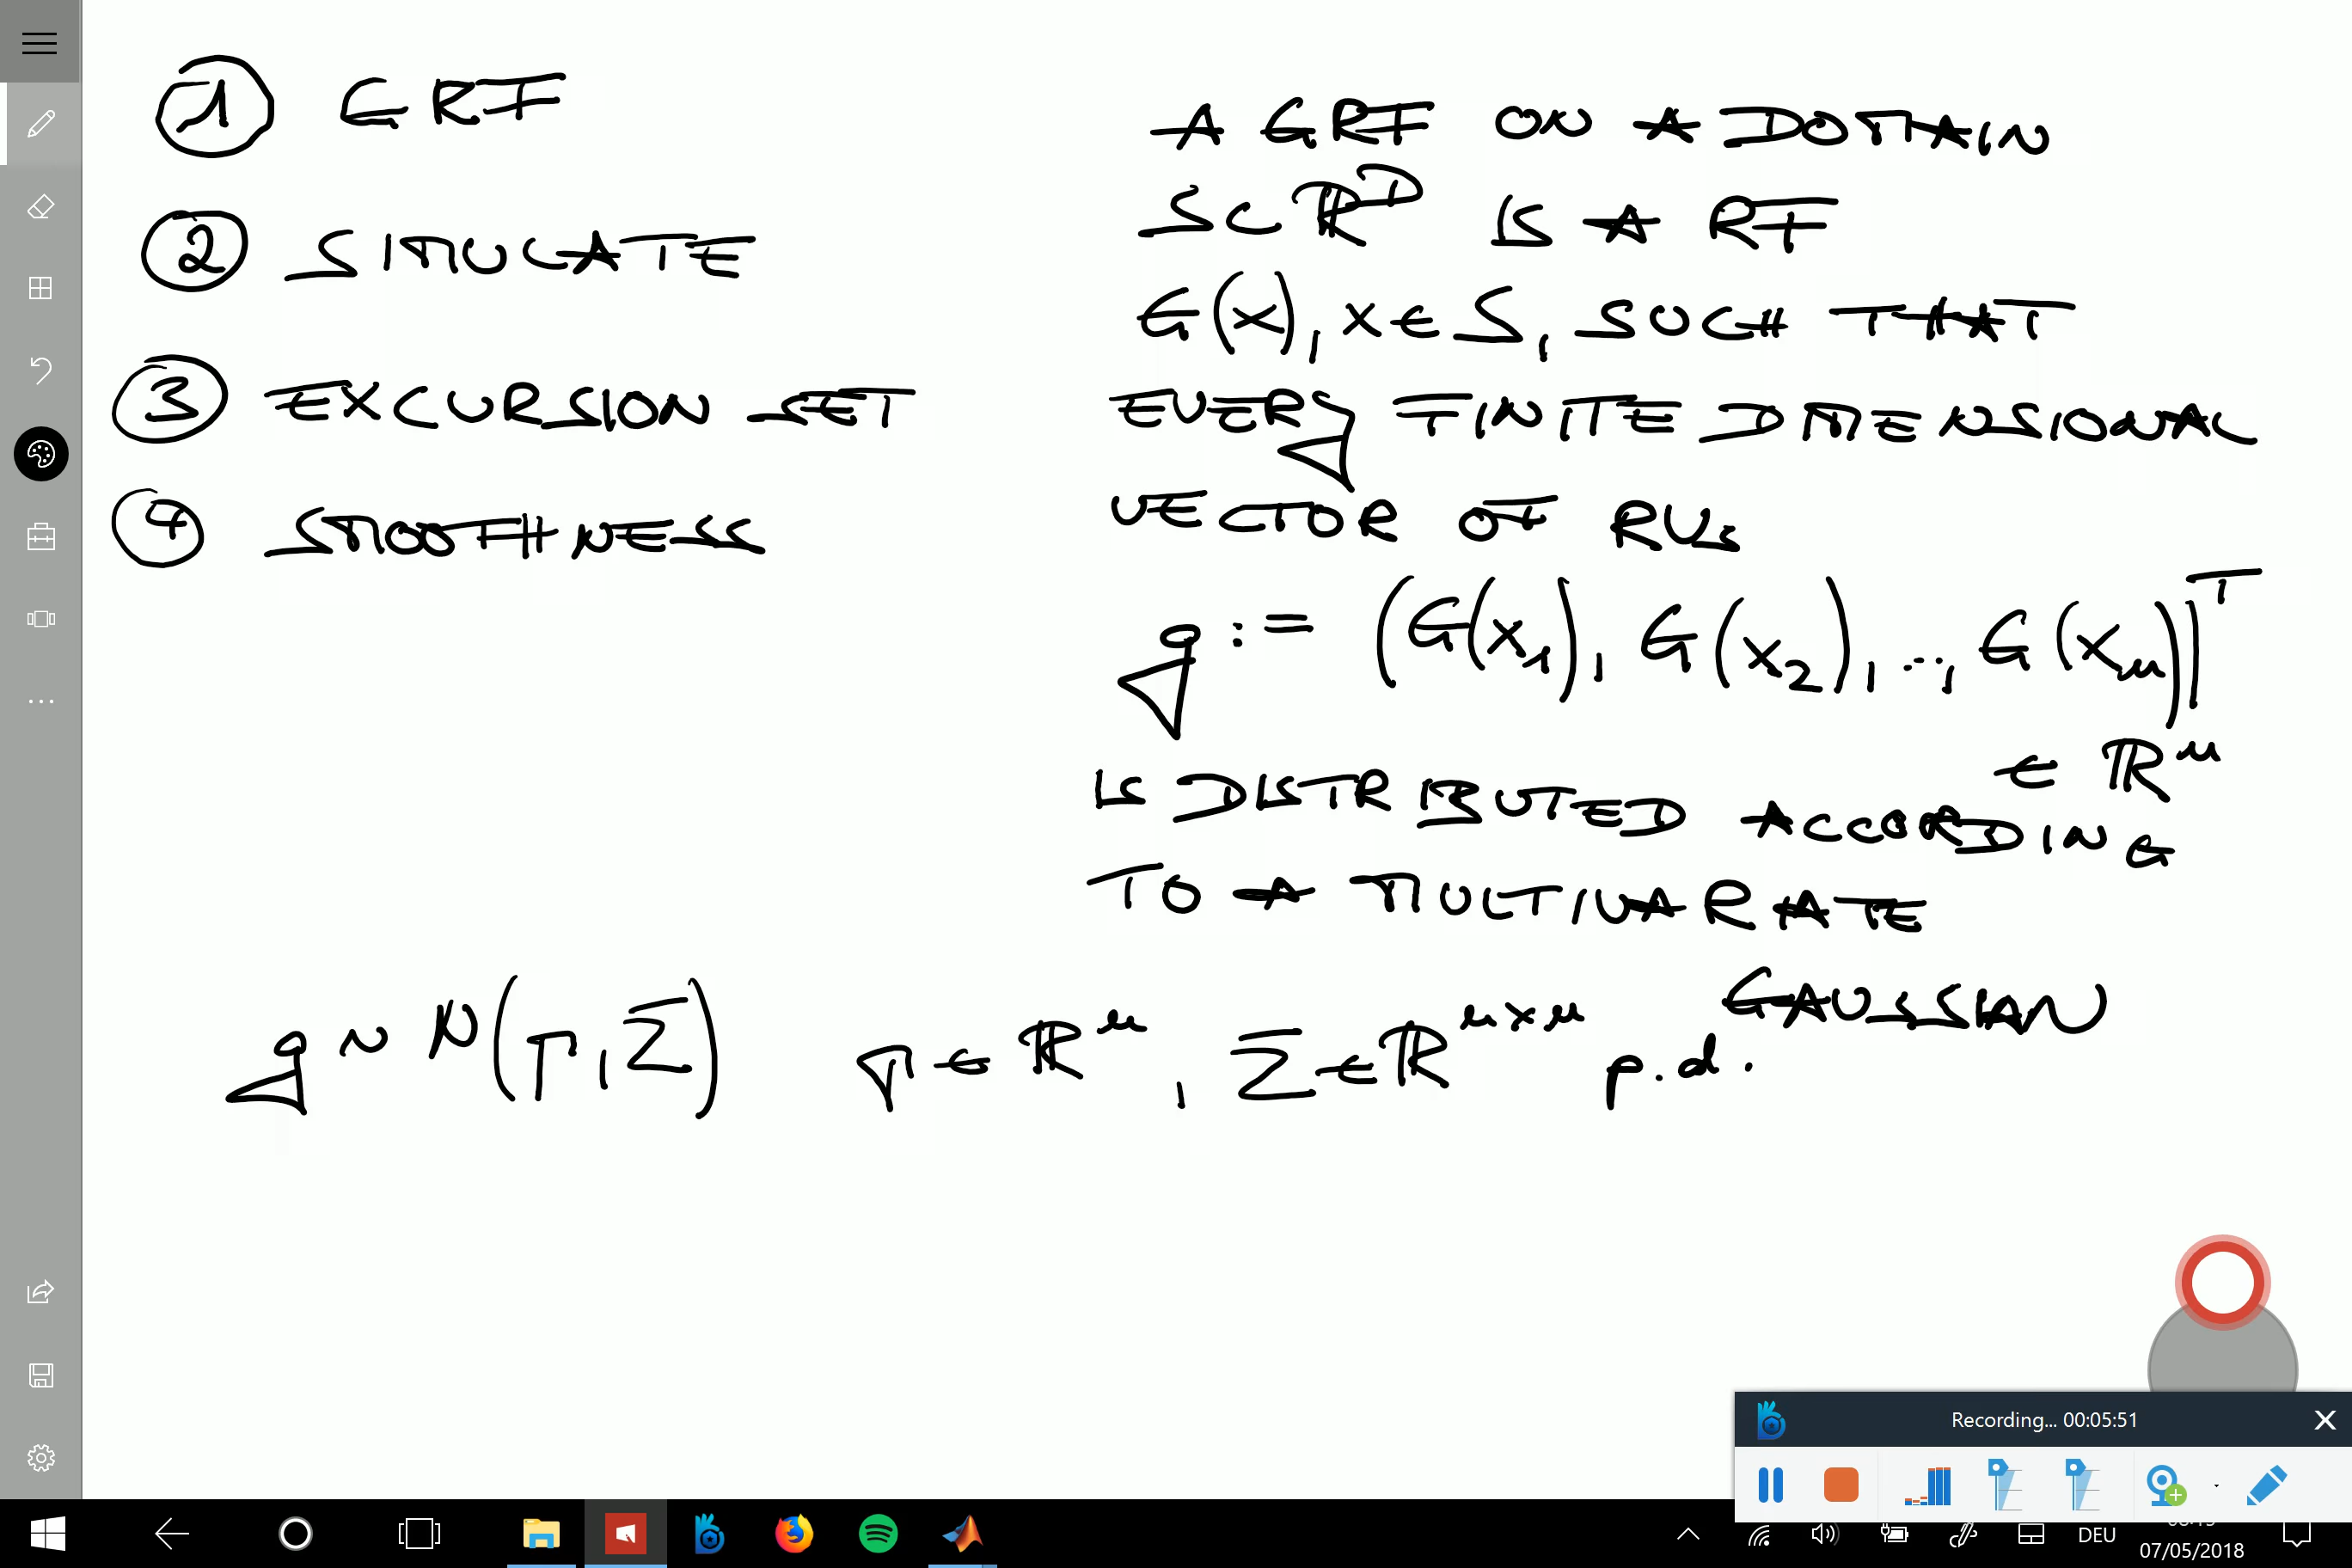 ① GRF
② SIMULATE
③ EXCURSION SET
④ SMOOTHNESS
A GRF ON A DOMAIN
S ⊂ ℝᴰ IS A RF
G(x), x ∈ S, SUCH THAT
EVERY FINITE DIMENSIONAL
VECTOR OF RVs
g := (G(x₁), G(x₂), ..., G(xₙ))ᵀ
∈ ℝⁿ
IS DISTRIBUTED ACCORDING
TO A MULTIVARATE
GAUSSIAN
g ~ N(m, Σ) m ∈ ℝⁿ, Σ ∈ ℝⁿˣⁿ p.d.
Recording... 00:05:51
DEU
07/05/2018